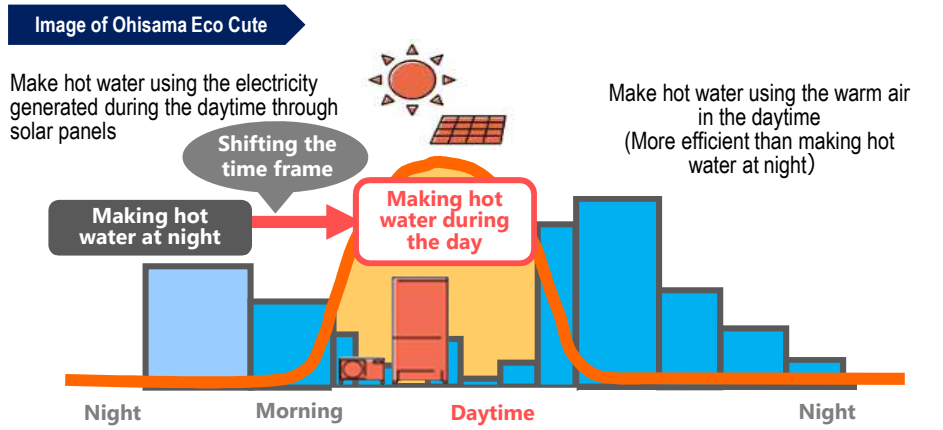 Image of Ohisama Eco Cute
Make hot water using the electricity
generated during the daytime through
solar panels
Make hot water using the warm air
in the daytime
(More efficient than making hot
water at night）
Shifting the
time frame
Making hot
water at night
Making hot
water during
the day
Night
Morning
Daytime
Night